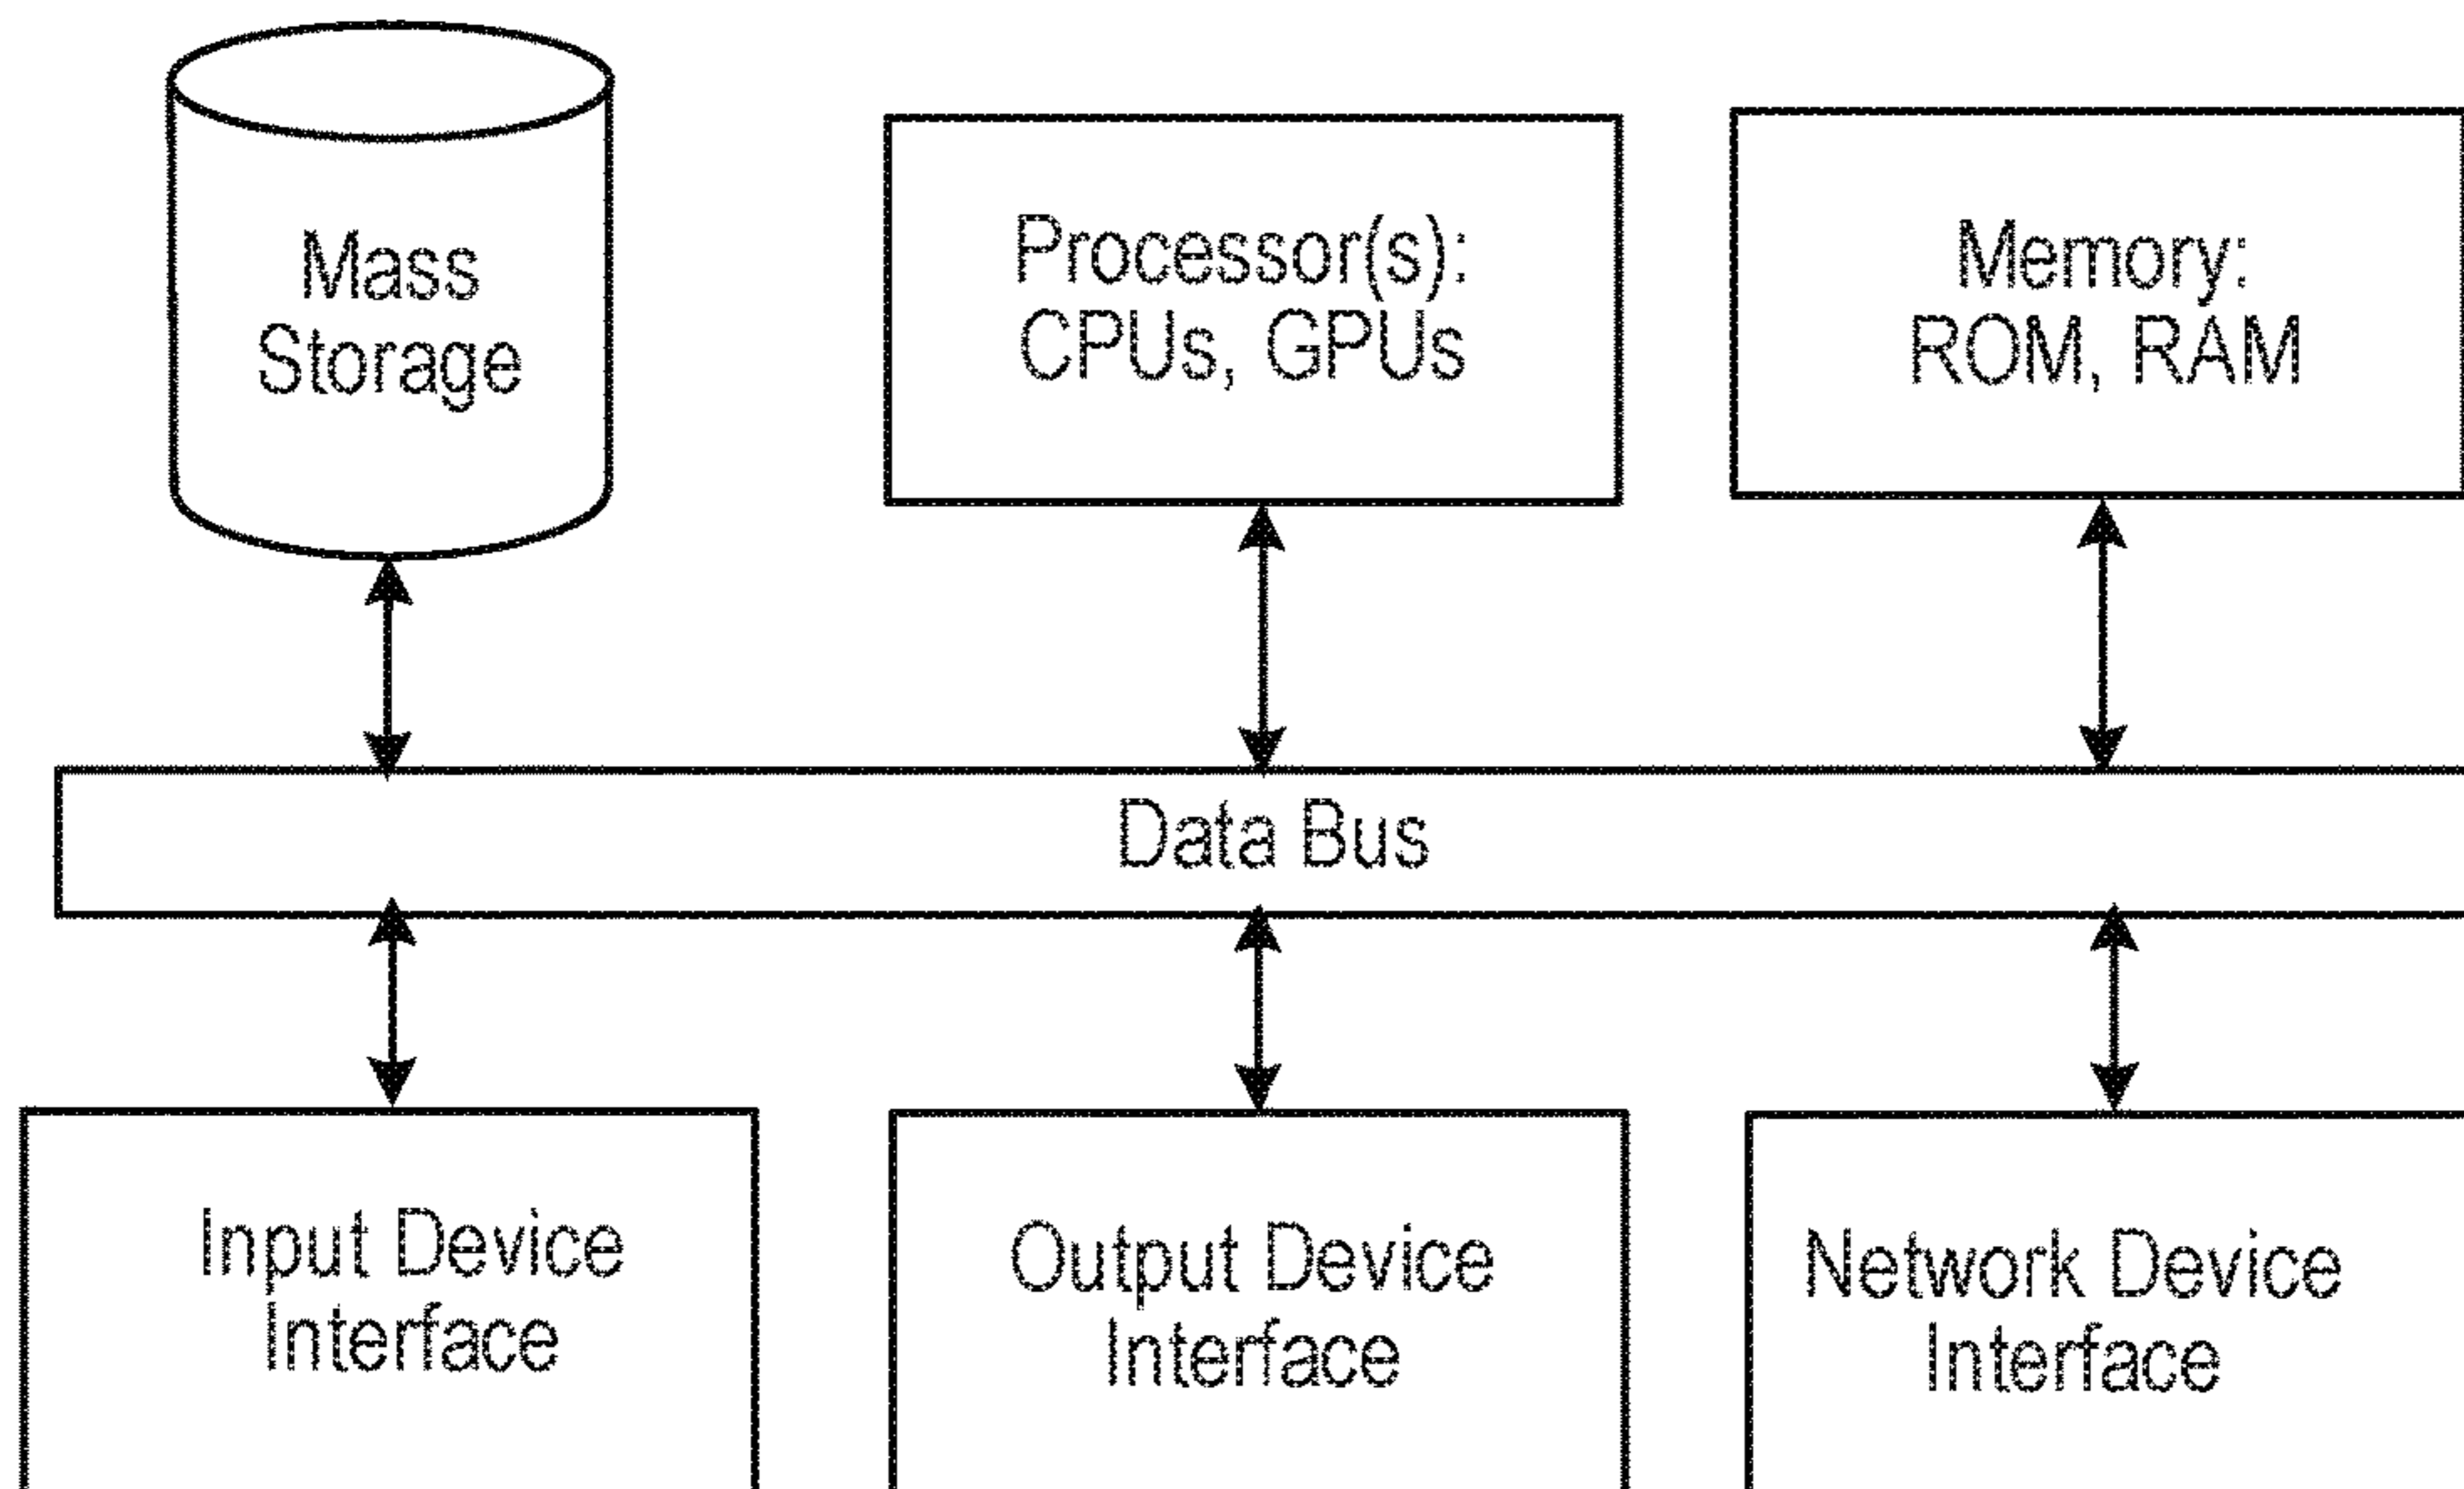 Mass
Storage
Processor(s):
CPUs, GPUs
Memory:
ROM, RAM
Data Bus
Input Device
Interface
Output Device
Interface
Network Device
Interface